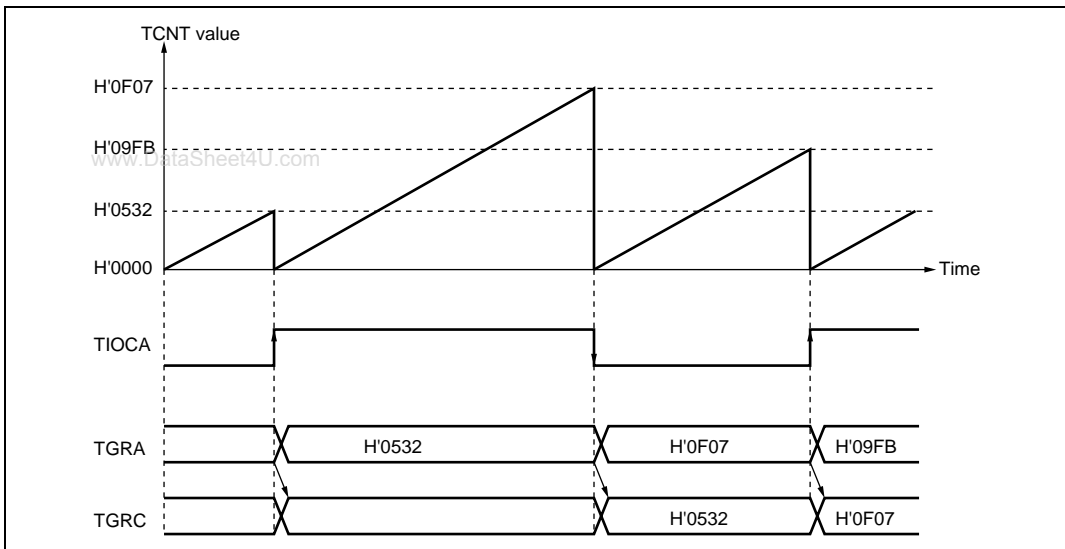 TCNT value
H'0F07
H'09FB
www.DataSheet4U.com
H'0532
H'0000
Time
TIOCA
TGRA H'0532 H'0F07 H'09FB
TGRC H'0532 H'0F07